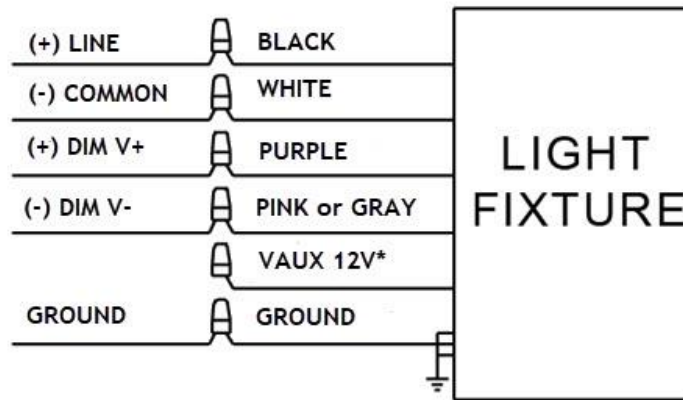 (+) LINE BLACK
(-) COMMON WHITE
(+) DIM V+ PURPLE
(-) DIM V- PINK or GRAY
VAUX 12V*
GROUND GROUND
LIGHT
FIXTURE